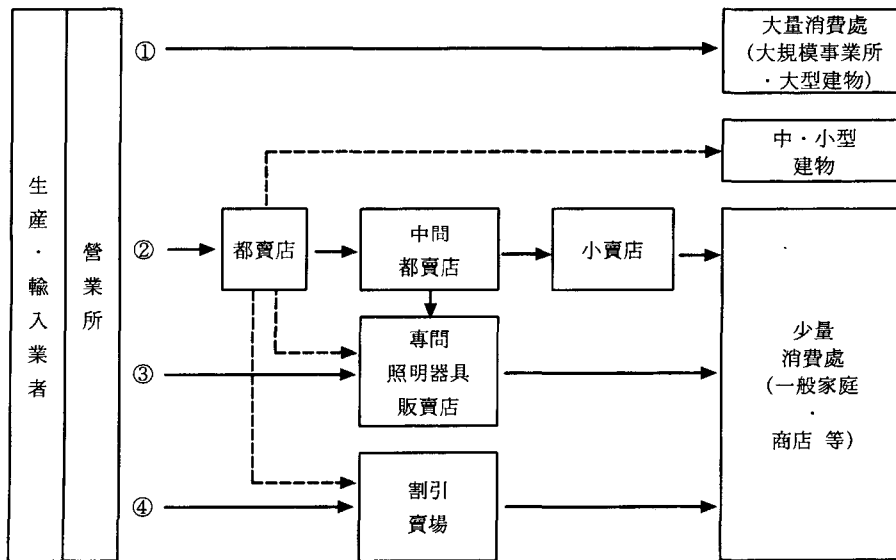 生
産
·
輸
入
業
者
營
業
所
①
大量消費處
(大規模事業所
·大型建物)
中·小型
建物
②
都賣店
中間
都賣店
小賣店
少量
消費處
(一般家庭
·
商店 等)
③
專問
照明器具
販賣店
④
割引
賣場